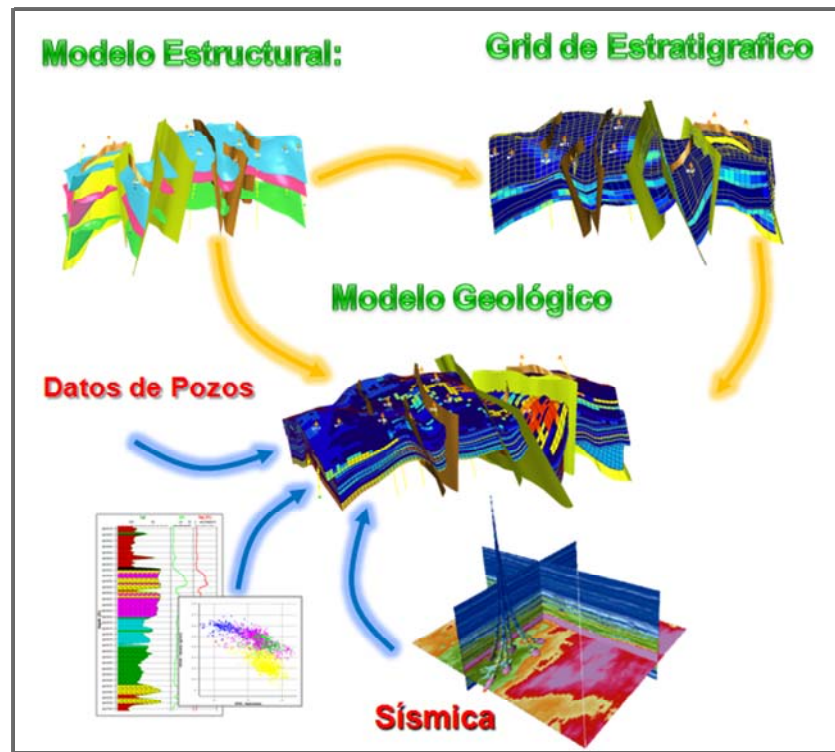 Modelo Estructural:
Grid de Estratigrafico
Modelo Geológico
Datos de Pozos
Sísmica